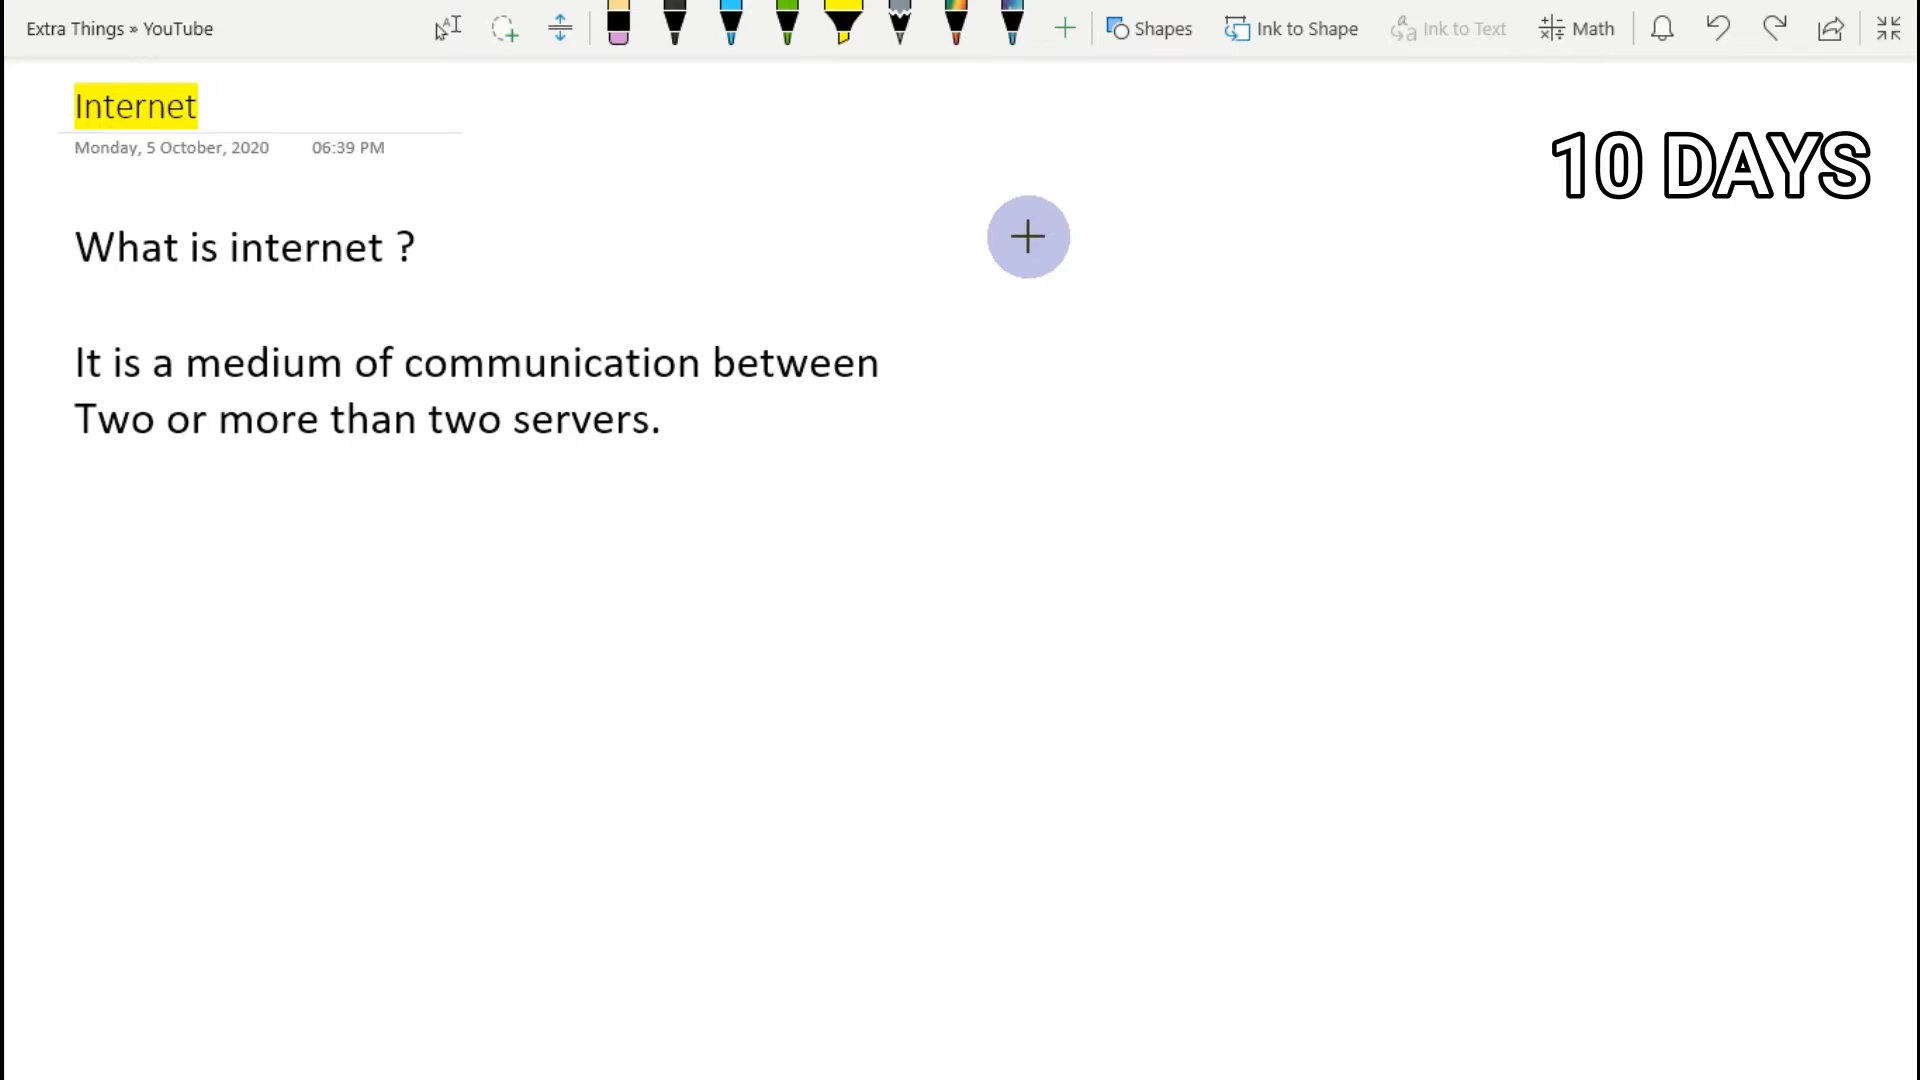 Extra Things » YouTube
Shapes
Ink to Shape
Ink to Text
Math
Internet
Monday, 5 October, 2020 06:39 PM
10 DAYS
What is internet ?
It is a medium of communication between
Two or more than two servers.